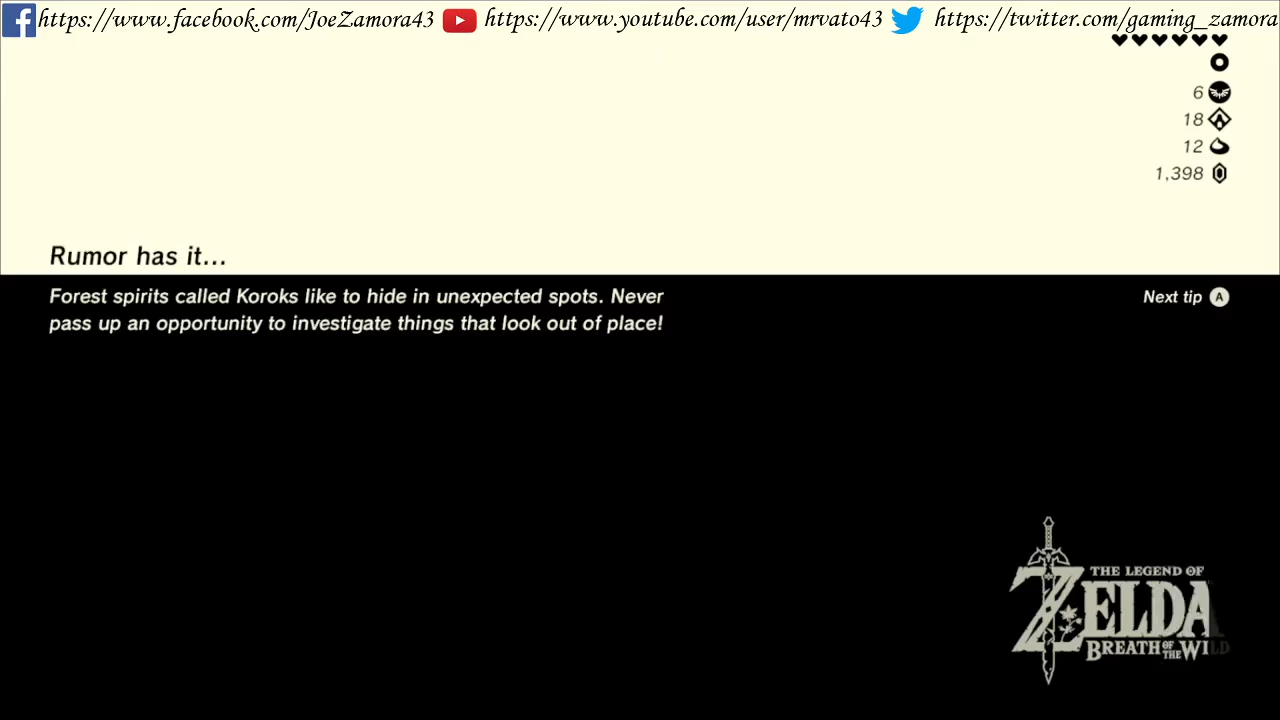 https://www.facebook.com/JoeZamora43 https://www.youtube.com/user/mrvato43 https://twitter.com/gaming_zamora
6
18
12
1,398
Rumor has it...
Forest spirits called Koroks like to hide in unexpected spots. Never
pass up an opportunity to investigate things that look out of place!
Next tip A
THE LEGEND OF
ZELDA
BREATH OF THE WILD